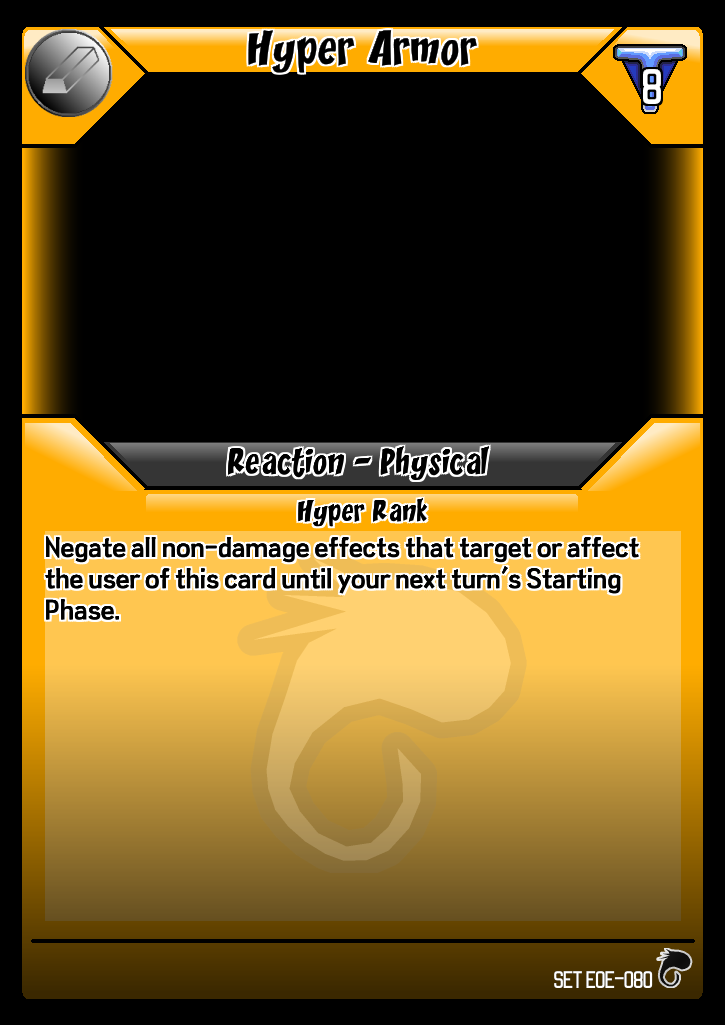 Hyper Armor
8
Reaction - Physical
Hyper Rank
Negate all non-damage effects that target or affect
the user of this card until your next turn's Starting
Phase.
SET EOE-080